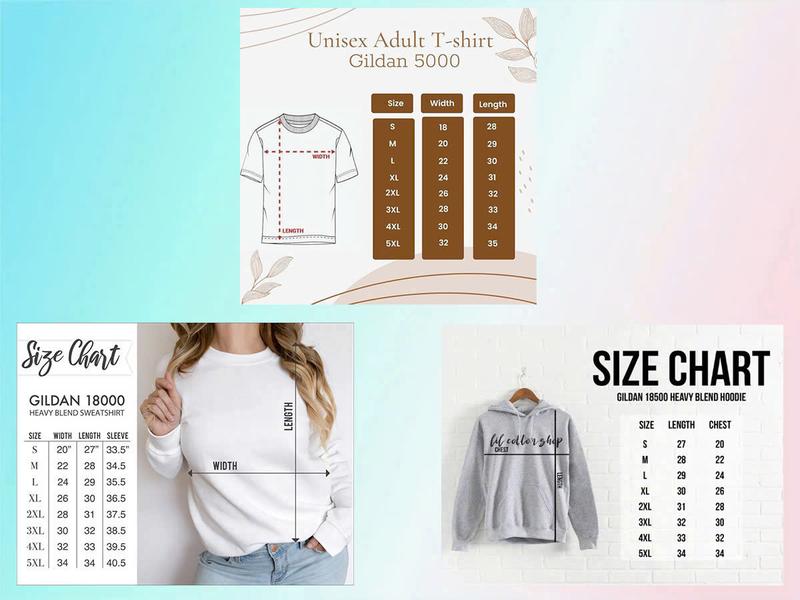 Unisex Adult T-shirt
Gildan 5000
Size Width Length
S 18 28
M 20 29
L 22 30
XL 24 31
2XL 26 32
3XL 28 33
4XL 30 34
5XL 32 35
WIDTH
LENGTH
Size Chart
GILDAN 18000
HEAVY BLEND SWEATSHIRT
SIZE WIDTH LENGTH SLEEVE
S 20" 27" 33.5"
M 22 28 34.5
L 24 29 35.5
XL 26 30 36.5
2XL 28 31 37.5
3XL 30 32 38.5
4XL 32 33 39.5
5XL 34 34 40.5
LENGTH
WIDTH
SIZE CHART
GILDAN 18500 HEAVY BLEND HOODIE
SIZE LENGTH CHEST
S 27 20
M 28 22
L 29 24
XL 30 26
2XL 31 28
3XL 32 30
4XL 33 32
5XL 34 34
lil cotton shop
CHEST
LENGTH